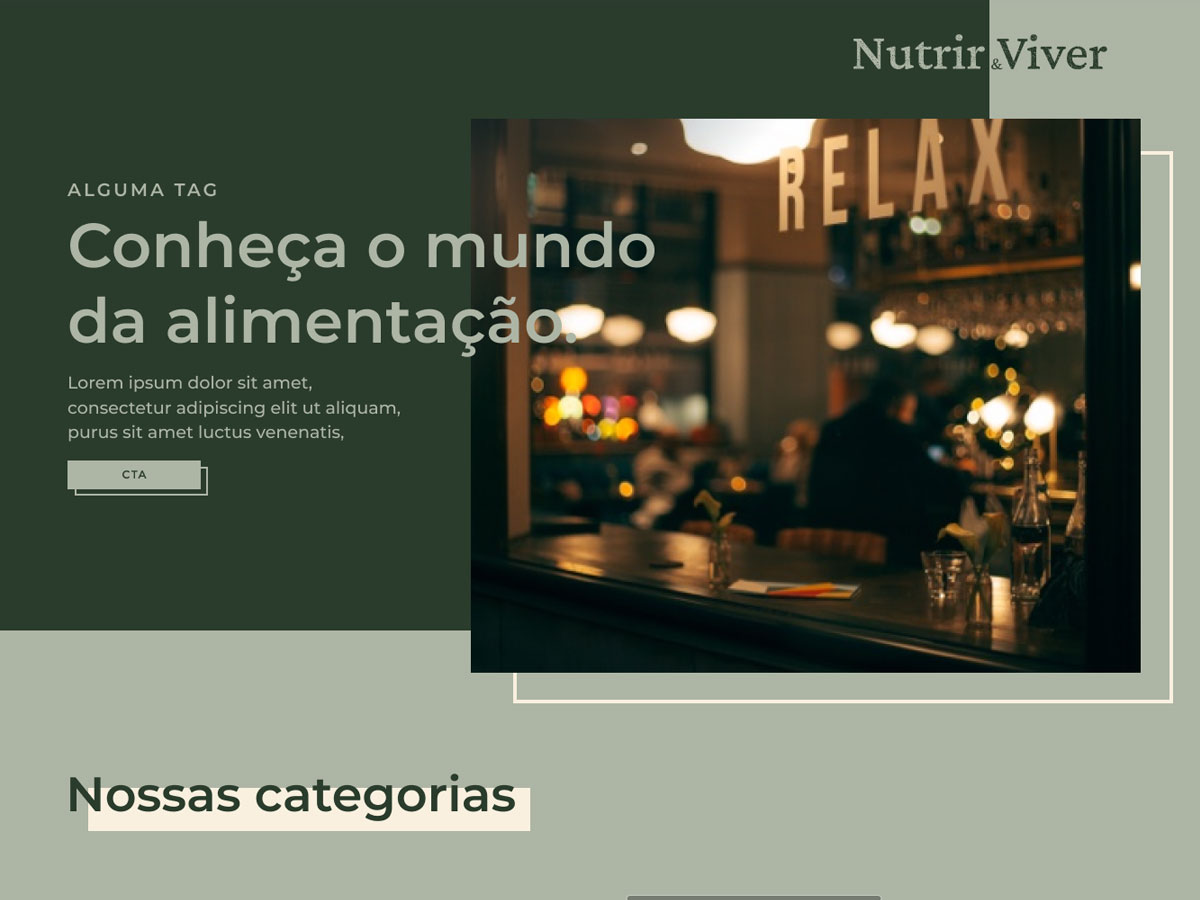 Nutrir & Viver
RELAX
ALGUMA TAG
Conheça o mundo
da alimentação.
Lorem ipsum dolor sit amet,
consectetur adipiscing elit ut aliquam,
purus sit amet luctus venenatis,
CTA
Nossas categorias